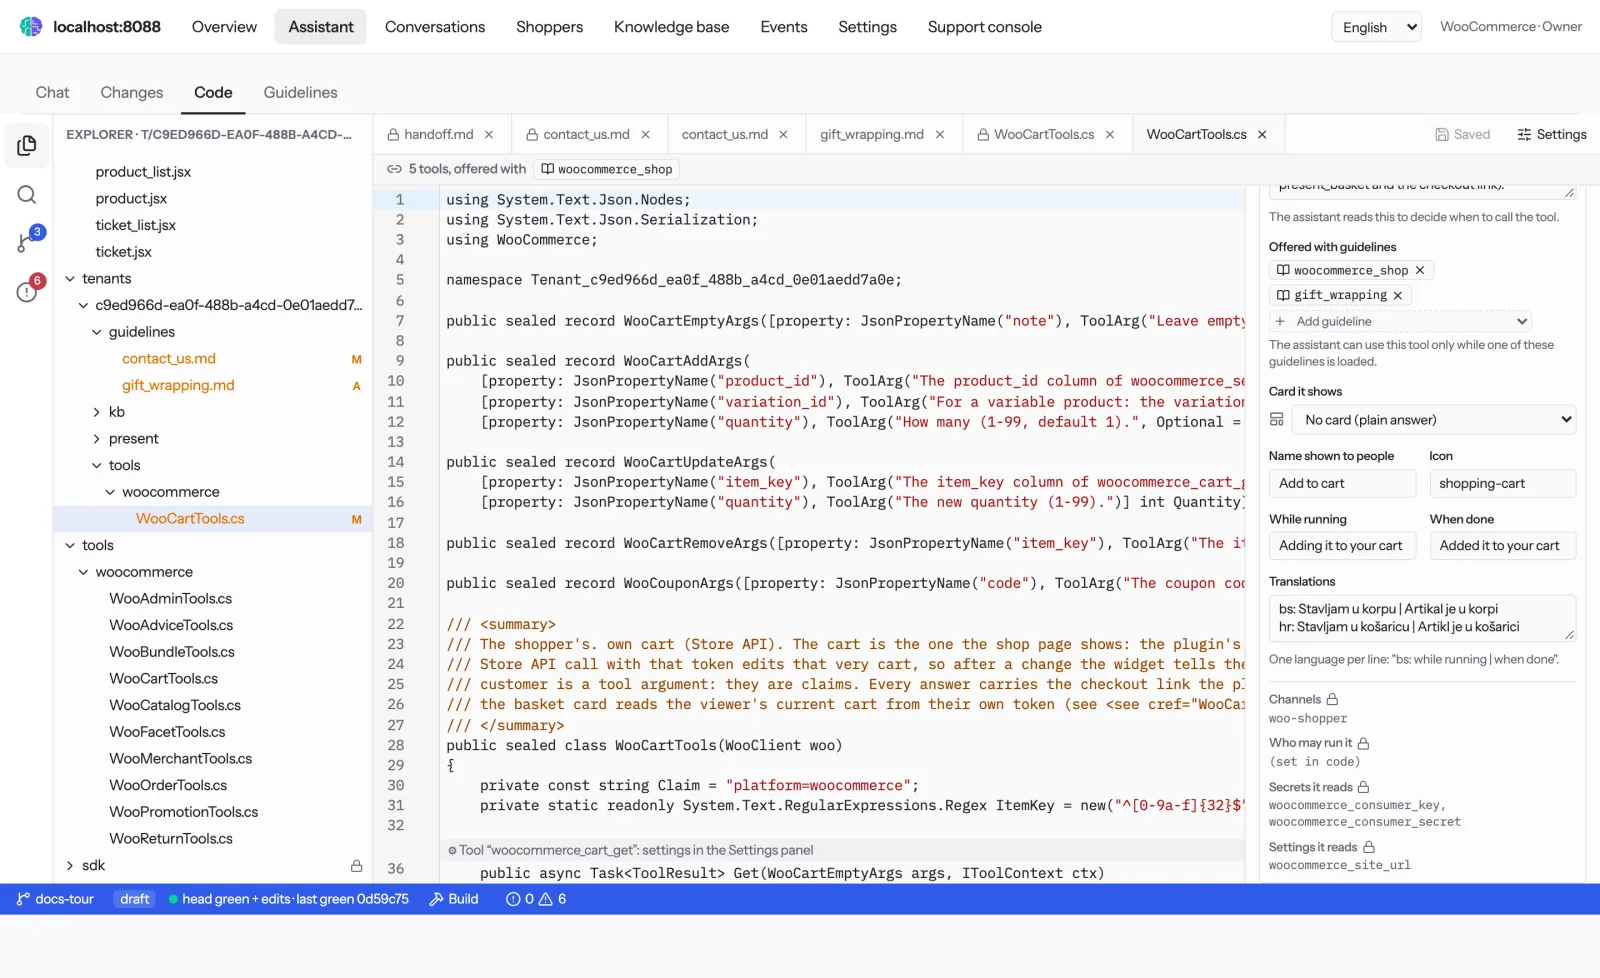 localhost:8088 Overview Assistant Conversations Shoppers Knowledge base Events Settings Support console English WooCommerce·Owner
Chat Changes Code Guidelines
EXPLORER · T/C9ED966D-EA0F-488B-A4CD-...
product_list.jsx
product.jsx
ticket_list.jsx
ticket.jsx
tenants
c9ed966d-ea0f-488b-a4cd-0e01aedd7...
guidelines
contact_us.md M
gift_wrapping.md A
kb
present
tools
woocommerce
WooCartTools.cs M
tools
woocommerce
WooAdminTools.cs
WooAdviceTools.cs
WooBundleTools.cs
WooCartTools.cs
WooCatalogTools.cs
WooFacetTools.cs
WooMerchantTools.cs
WooOrderTools.cs
WooPromotionTools.cs
WooReturnTools.cs
sdk
3
6
handoff.md contact_us.md contact_us.md gift_wrapping.md WooCartTools.cs WooCartTools.cs Saved Settings
5 tools, offered with woocommerce_shop
1 using System.Text.Json.Nodes;
2 using System.Text.Json.Serialization;
3 using WooCommerce;
4
5 namespace Tenant_c9ed966d_ea0f_488b_a4cd_0e01aedd7a0e;
6
7 public sealed record WooCartEmptyArgs([property: JsonPropertyName("note"), ToolArg("Leave empty
8
9 public sealed record WooCartAddArgs(
10 [property: JsonPropertyName("product_id"), ToolArg("The product_id column of woocommerce_se
11 [property: JsonPropertyName("variation_id"), ToolArg("For a variable product: the variation
12 [property: JsonPropertyName("quantity"), ToolArg("How many (1-99, default 1).", Optional =
13
14 public sealed record WooCartUpdateArgs(
15 [property: JsonPropertyName("item_key"), ToolArg("The item_key column of woocommerce_cart_g
16 [property: JsonPropertyName("quantity"), ToolArg("The new quantity (1-99).")] int Quantity)
17
18 public sealed record WooCartRemoveArgs([property: JsonPropertyName("item_key"), ToolArg("The it
19
20 public sealed record WooCouponArgs([property: JsonPropertyName("code"), ToolArg("The coupon cod
21
22 /// <summary>
23 /// The shopper's. own cart (Store API). The cart is the one the shop page shows: the plugin's
24 /// Store API call with that token edits that very cart, so after a change the widget tells the
25 /// customer is a tool argument: they are claims. Every answer carries the checkout link the pl
26 /// the basket card reads the viewer's current cart from their own token (see <see cref="WooCar
27 /// </summary>
28 public sealed class WooCartTools(WooClient woo)
29 {
30 private const string Claim = "platform=woocommerce";
31 private static readonly System.Text.RegularExpressions.Regex ItemKey = new("^[0-9a-f]{32}$"
32
Tool "woocommerce_cart_get": settings in the Settings panel
36 public async Task<ToolResult> Get(WooCartEmptyArgs args, IToolContext ctx)
present_basket and the checkout link).
The assistant reads this to decide when to call the tool.
Offered with guidelines
woocommerce_shop
gift_wrapping
Add guideline
The assistant can use this tool only while one of these
guidelines is loaded.
Card it shows
No card (plain answer)
Name shown to people Icon
Add to cart shopping-cart
While running When done
Adding it to your cart Added it to your cart
Translations
bs: Stavljam u korpu | Artikal je u korpi
hr: Stavljam u košaricu | Artikl je u košarici
One language per line: "bs: while running | when done".
Channels
woo-shopper
Who may run it
(set in code)
Secrets it reads
woocommerce_consumer_key,
woocommerce_consumer_secret
Settings it reads
woocommerce_site_url
docs-tour draft head green + edits · last green 0d59c75 Build 0 6